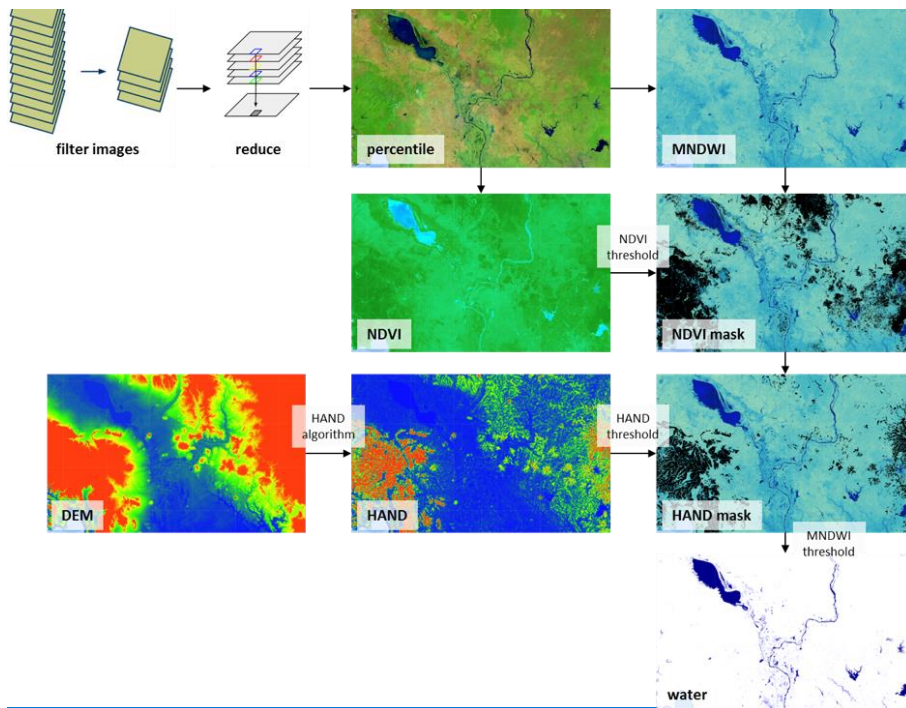 filter images
reduce
percentile
MNDWI
NDVI
NDVI
threshold
NDVI mask
DEM
HAND
algorithm
HAND
HAND
threshold
HAND mask
MNDWI
threshold
water